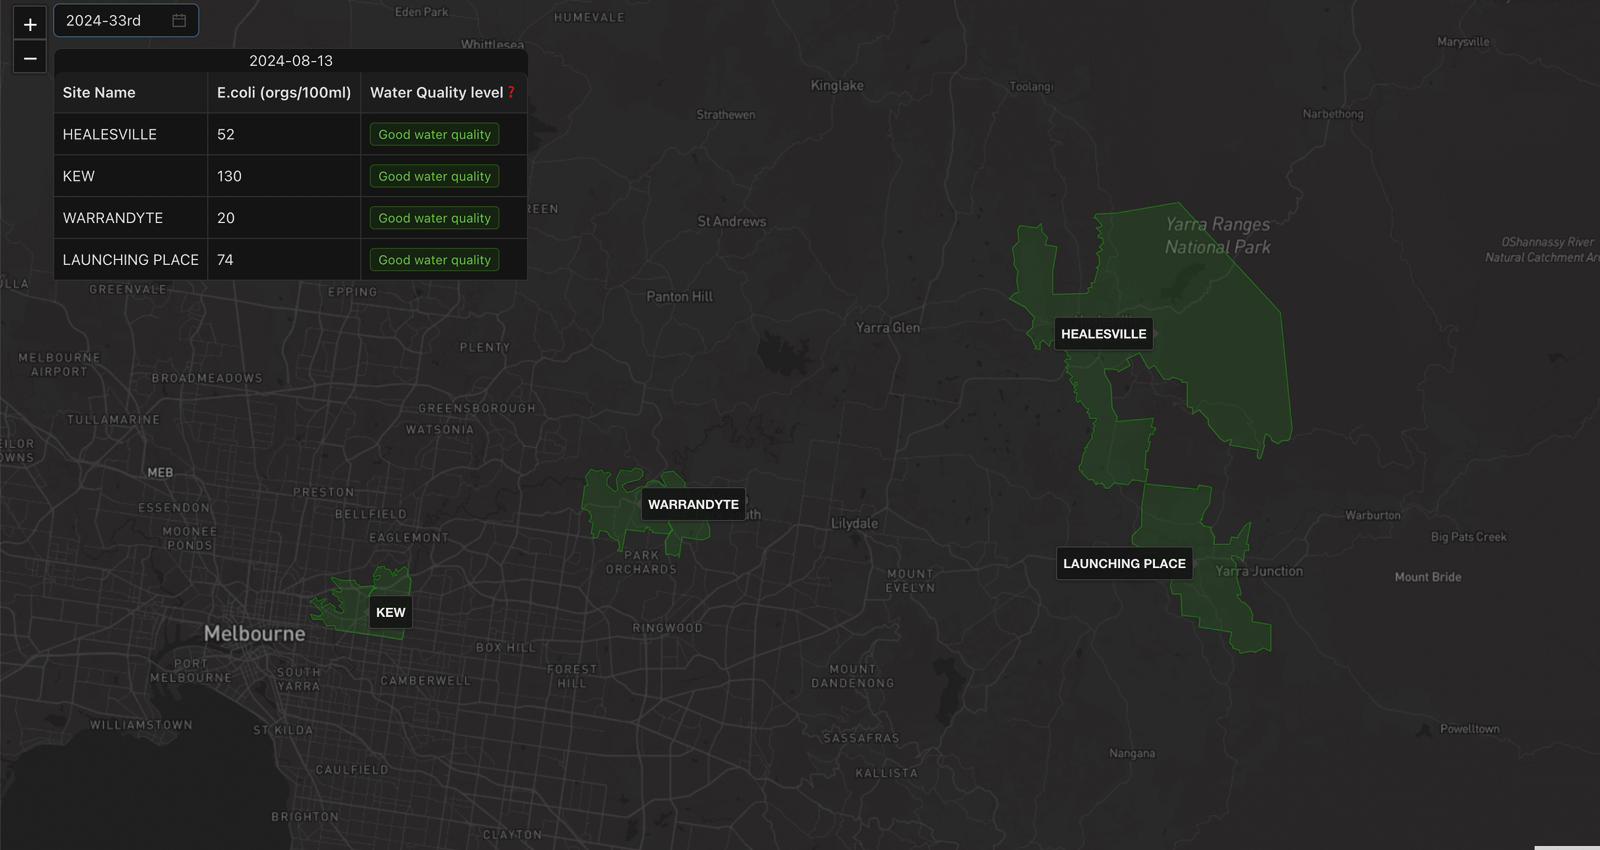 +
−
2024-33rd
2024-08-13
Site Name E.coli (orgs/100ml) Water Quality level ?
HEALESVILLE 52 Good water quality
KEW 130 Good water quality
WARRANDYTE 20 Good water quality
LAUNCHING PLACE 74 Good water quality
Eden Park
HUMEVALE
Whittlesea
Marysville
Kinglake
Toolangi
Strathewen
Narbethong
St Andrews
Yarra Ranges
National Park
OShannassy River
Natural Catchment
GREENVALE
EPPING
Panton Hill
Yarra Glen
HEALESVILLE
PLENTY
MELBOURNE
AIRPORT
BROADMEADOWS
GREENSBOROUGH
TULLAMARINE
WATSONIA
MEB
PRESTON
ESSENDON
BELLFIELD
WARRANDYTE
Lilydale
Warburton
MOONEE
PONDS
EAGLEMONT
Big Pats Creek
PARK
ORCHARDS
LAUNCHING PLACE
Yarra Junction
MOUNT
EVELYN
Mount Bride
KEW
Melbourne
RINGWOOD
BOX HILL
PORT
MELBOURNE
SOUTH
YARRA
CAMBERWELL
FOREST
HILL
MOUNT
DANDENONG
WILLIAMSTOWN
ST KILDA
SASSAFRAS
Powelltown
Nangana
CAULFIELD
KALLISTA
BRIGHTON
CLAYTON